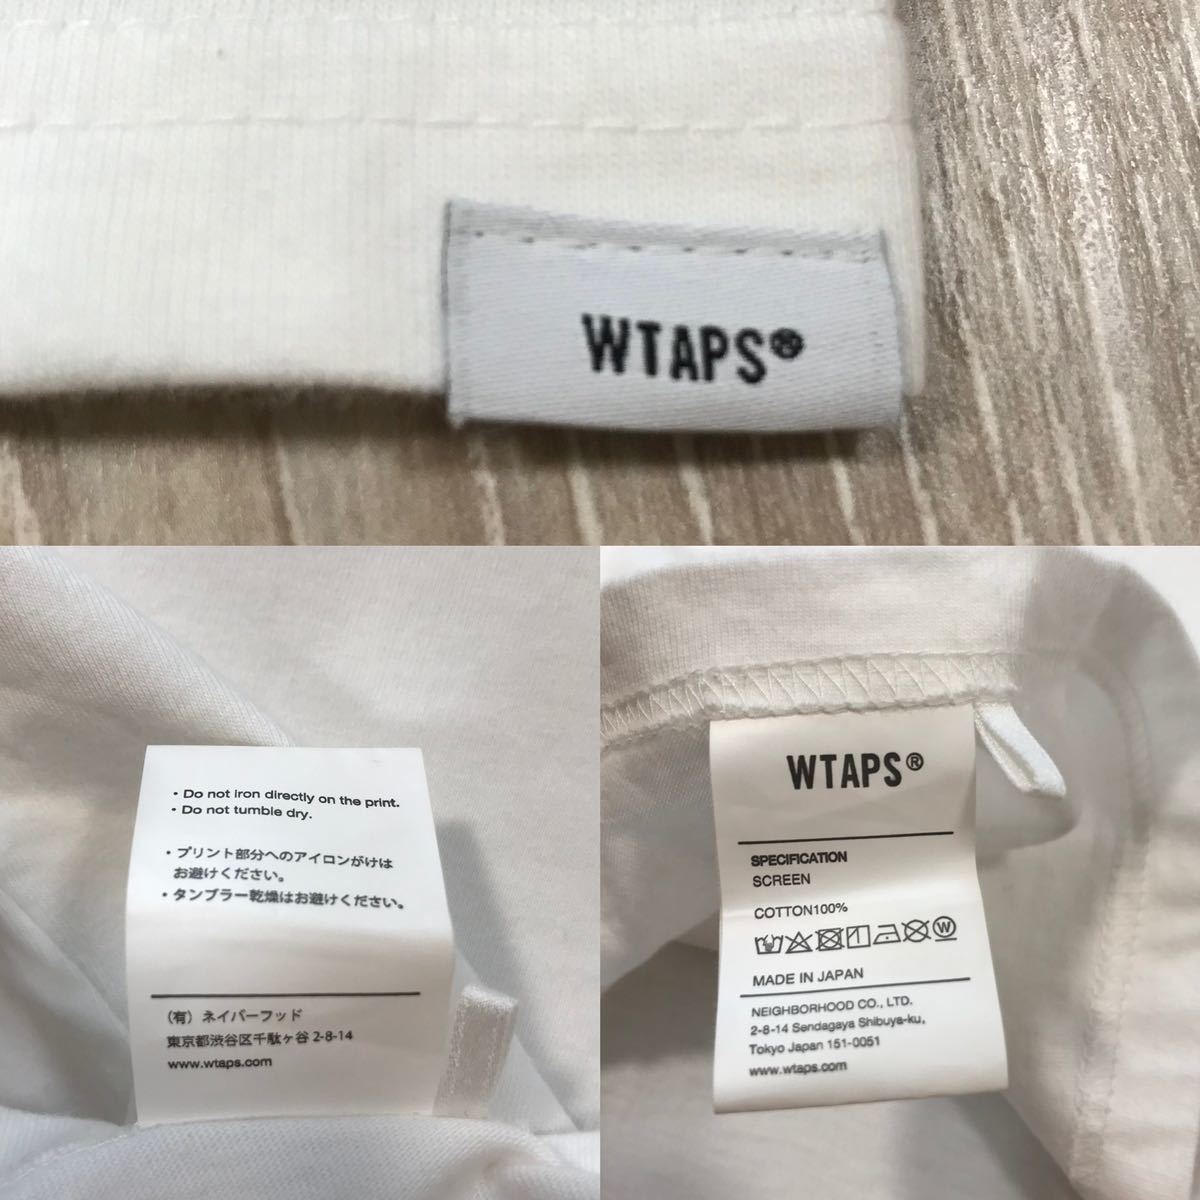 WTAPS®
・Do not iron directly on the print.
・Do not tumble dry.
・プリント部分へのアイロンがけは
お避けください。
・タンブラー乾燥はお避けください。
(有) ネイバーフッド
東京都渋谷区千駄ヶ谷 2-8-14
www.wtaps.com
WTAPS®
SPECIFICATION
SCREEN
COTTON100%
W
MADE IN JAPAN
NEIGHBORHOOD CO., LTD.
2-8-14 Sendagaya Shibuya-ku,
Tokyo Japan 151-0051
www.wtaps.com